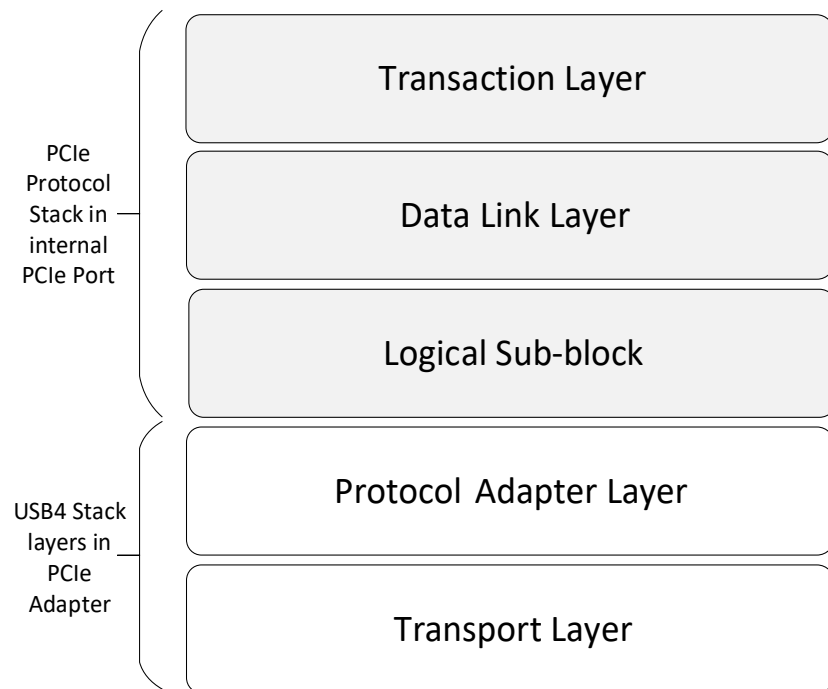 Transaction Layer
PCIe
Protocol
Stack in
internal
PCIe Port
Data Link Layer
Logical Sub-block
Protocol Adapter Layer
USB4 Stack
layers in
PCIe
Adapter
Transport Layer